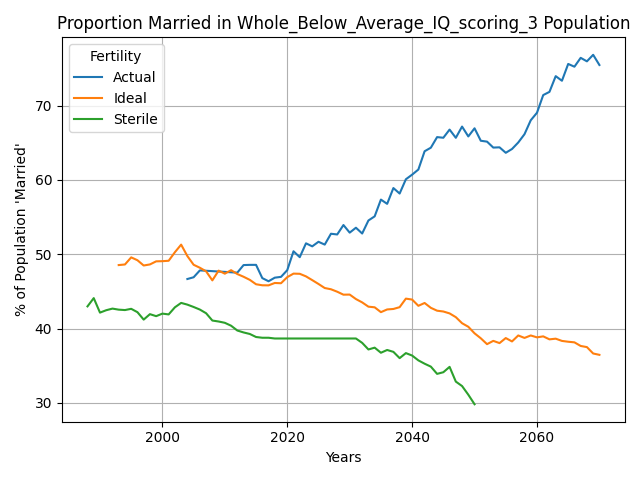 Proportion Married in Whole_Below_Average_IQ_scoring_3 Population
Fertility
Actual
Ideal
Sterile
% of Population 'Married'
70
60
50
40
30
2000
2020
2040
2060
Years